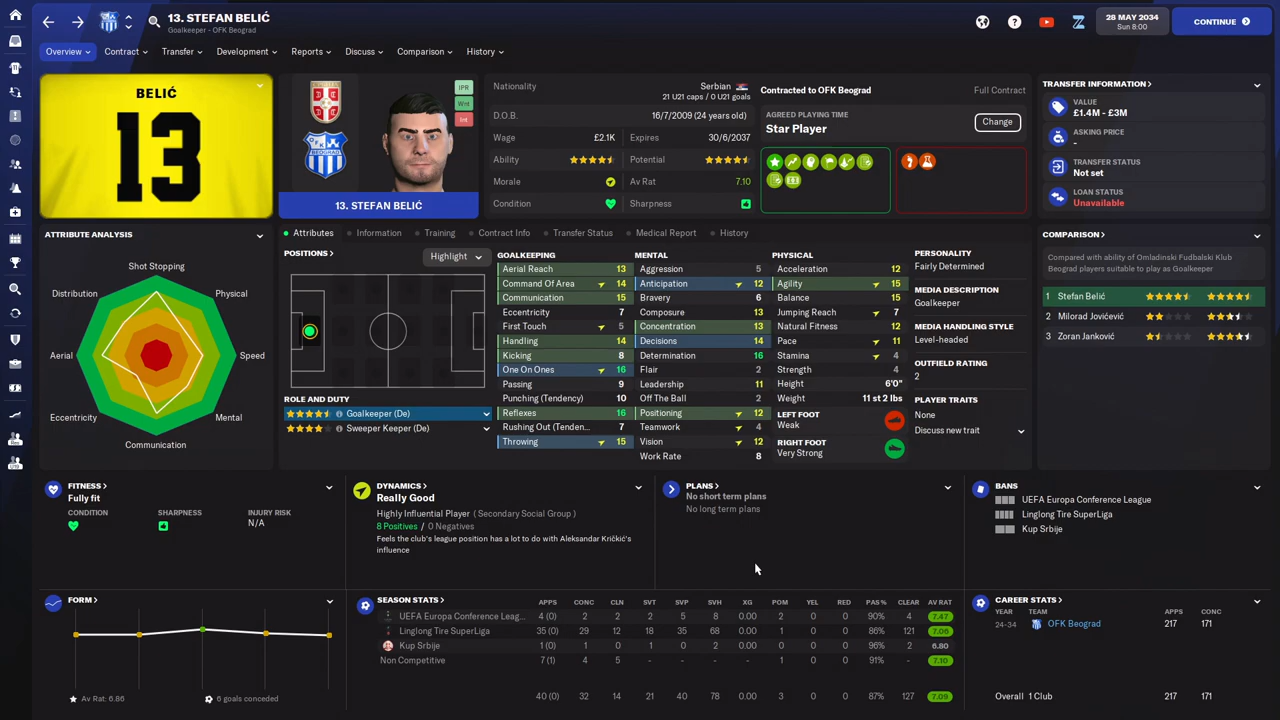 13. STEFAN BELIĆ
Goalkeeper - OFK Beograd
28 MAY 2034
Sun 8:00
CONTINUE
Overview
Contract
Transfer
Development
Reports
Discuss
Comparison
History
BELIĆ
13
13. STEFAN BELIĆ
IPR
Wnt
Int
Nationality Serbian
21 U21 caps / 0 U21 goals
D.O.B. 16/7/2009 (24 years old)
Wage £2.1K Expires 30/6/2037
Ability Potential
Morale Av Rat 7.10
Condition Sharpness
Contracted to OFK Beograd Full Contract
AGREED PLAYING TIME
Star Player
Change
TRANSFER INFORMATION
VALUE
£1.4M - £3M
ASKING PRICE
-
TRANSFER STATUS
Not set
LOAN STATUS
Unavailable
ATTRIBUTE ANALYSIS
Shot Stopping
Physical
Speed
Mental
Communication
Eccentricity
Aerial
Distribution
Attributes
Information
Training
Contract Info
Transfer Status
Medical Report
History
POSITIONS
Highlight
ROLE AND DUTY
Goalkeeper (De)
Sweeper Keeper (De)
GOALKEEPING
Aerial Reach 13
Command Of Area 14
Communication 15
Eccentricity 7
First Touch 5
Handling 14
Kicking 8
One On Ones 16
Passing 9
Punching (Tendency) 10
Reflexes 16
Rushing Out (Tenden... 7
Throwing 15
MENTAL
Aggression 5
Anticipation 12
Bravery 6
Composure 13
Concentration 13
Decisions 14
Determination 16
Flair 2
Leadership 11
Off The Ball 2
Positioning 12
Teamwork 4
Vision 12
Work Rate 8
PHYSICAL
Acceleration 12
Agility 15
Balance 15
Jumping Reach 7
Natural Fitness 12
Pace 11
Stamina 4
Strength 4
Height 6'0"
Weight 11 st 2 lbs
LEFT FOOT
Weak
RIGHT FOOT
Very Strong
PERSONALITY
Fairly Determined
MEDIA DESCRIPTION
Goalkeeper
MEDIA HANDLING STYLE
Level-headed
OUTFIELD RATING
2
PLAYER TRAITS
None
Discuss new trait
COMPARISON
Compared with ability of Omladinski Fudbalski Klub
Beograd players suitable to play as Goalkeeper
1 Stefan Belić
2 Milorad Jovićević
3 Zoran Janković
FITNESS
Fully fit
CONDITION SHARPNESS INJURY RISK
N/A
DYNAMICS
Really Good
Highly Influential Player ( Secondary Social Group )
8 Positives / 0 Negatives
Feels the club's league position has a lot to do with Aleksandar Kričkić's
influence
PLANS
No short term plans
No long term plans
BANS
UEFA Europa Conference League
Linglong Tire SuperLiga
Kup Srbije
FORM
Av Rat: 6.86
6 goals conceded
SEASON STATS APPS CONC CLN SVT SVP SVH XG POM YEL RED PAS% CLEAR AV RAT
UEFA Europa Conference Leag... 4 (0) 2 2 2 5 8 0.00 2 0 0 90% 4 7.47
Linglong Tire SuperLiga 35 (0) 29 12 18 35 68 0.00 1 0 0 86% 121 7.06
Kup Srbije 1 (0) 1 0 1 0 2 0.00 0 0 0 96% 2 6.80
Non Competitive 7 (1) 4 5 - - - - 1 0 0 91% - 7.10
40 (0) 32 14 21 40 78 0.00 3 0 0 87% 127 7.09
CAREER STATS
YEAR TEAM APPS CONC
24-34 OFK Beograd 217 171
Overall 1 Club 217 171